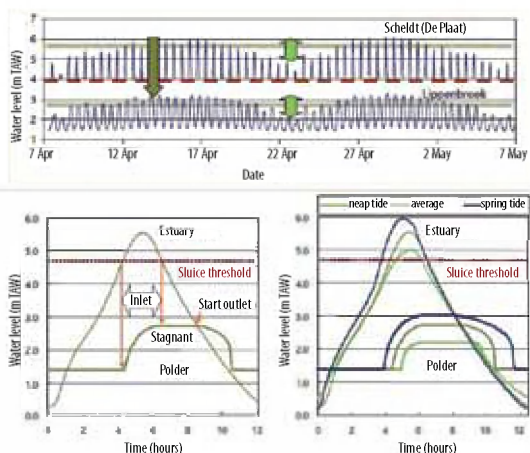 Scheldt (De Plaat)
Water level (m TAW)
7
6
5
4
3
2
1
Lippenbroek
7 Apr 12 Apr 17 Apr 22 Apr 27 Apr 2 May 7 May
Date
Water level (m TAW)
6.0
5.0
4.0
3.0
2.0
1.0
0.0
Estuary
Sluice threshold
Inlet
Start outlet
Stagnant
Polder
0 2 4 6 8 10 12
Time (hours)
neap tide average spring tide
Water level (m TAW)
6.0
5.0
4.0
3.0
2.0
1.0
0.0
Estuary
Sluice threshold
Polder
0 2 4 6 8 10 12
Time (hours)